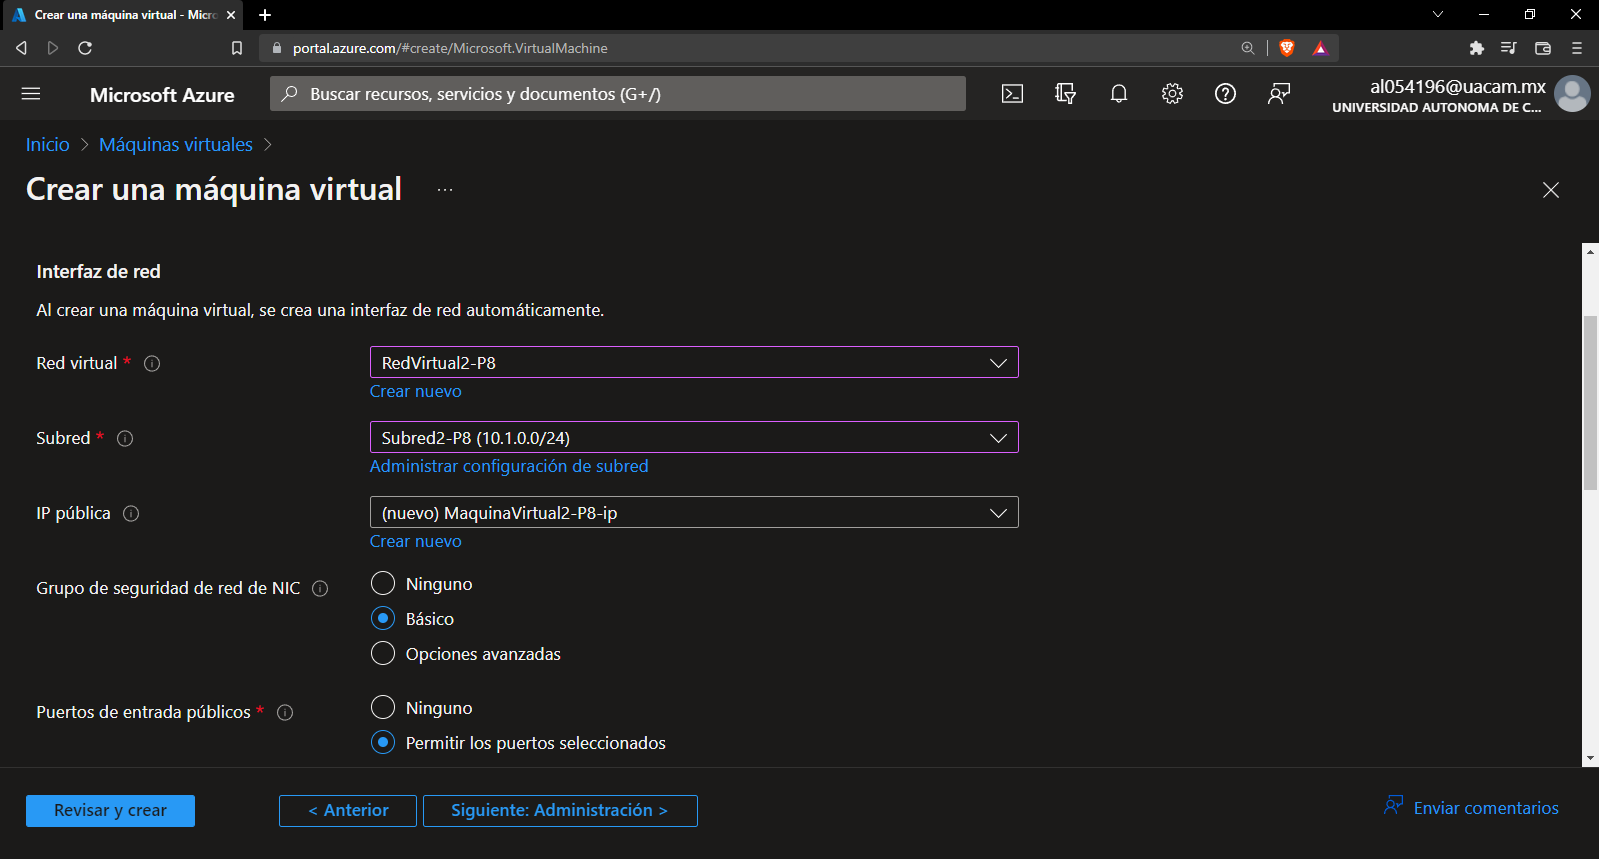 Crear una máquina virtual - Micro
portal.azure.com/#create/Microsoft.VirtualMachine
Microsoft Azure
Buscar recursos, servicios y documentos (G+/)
al054196@uacam.mx
UNIVERSIDAD AUTONOMA DE C...
Inicio > Máquinas virtuales >
Crear una máquina virtual ...
Interfaz de red
Al crear una máquina virtual, se crea una interfaz de red automáticamente.
Red virtual *
RedVirtual2-P8
Crear nuevo
Subred *
Subred2-P8 (10.1.0.0/24)
Administrar configuración de subred
IP pública
(nuevo) MaquinaVirtual2-P8-ip
Crear nuevo
Grupo de seguridad de red de NIC
Ninguno
Básico
Opciones avanzadas
Puertos de entrada públicos *
Ninguno
Permitir los puertos seleccionados
Revisar y crear
< Anterior
Siguiente: Administración >
Enviar comentarios